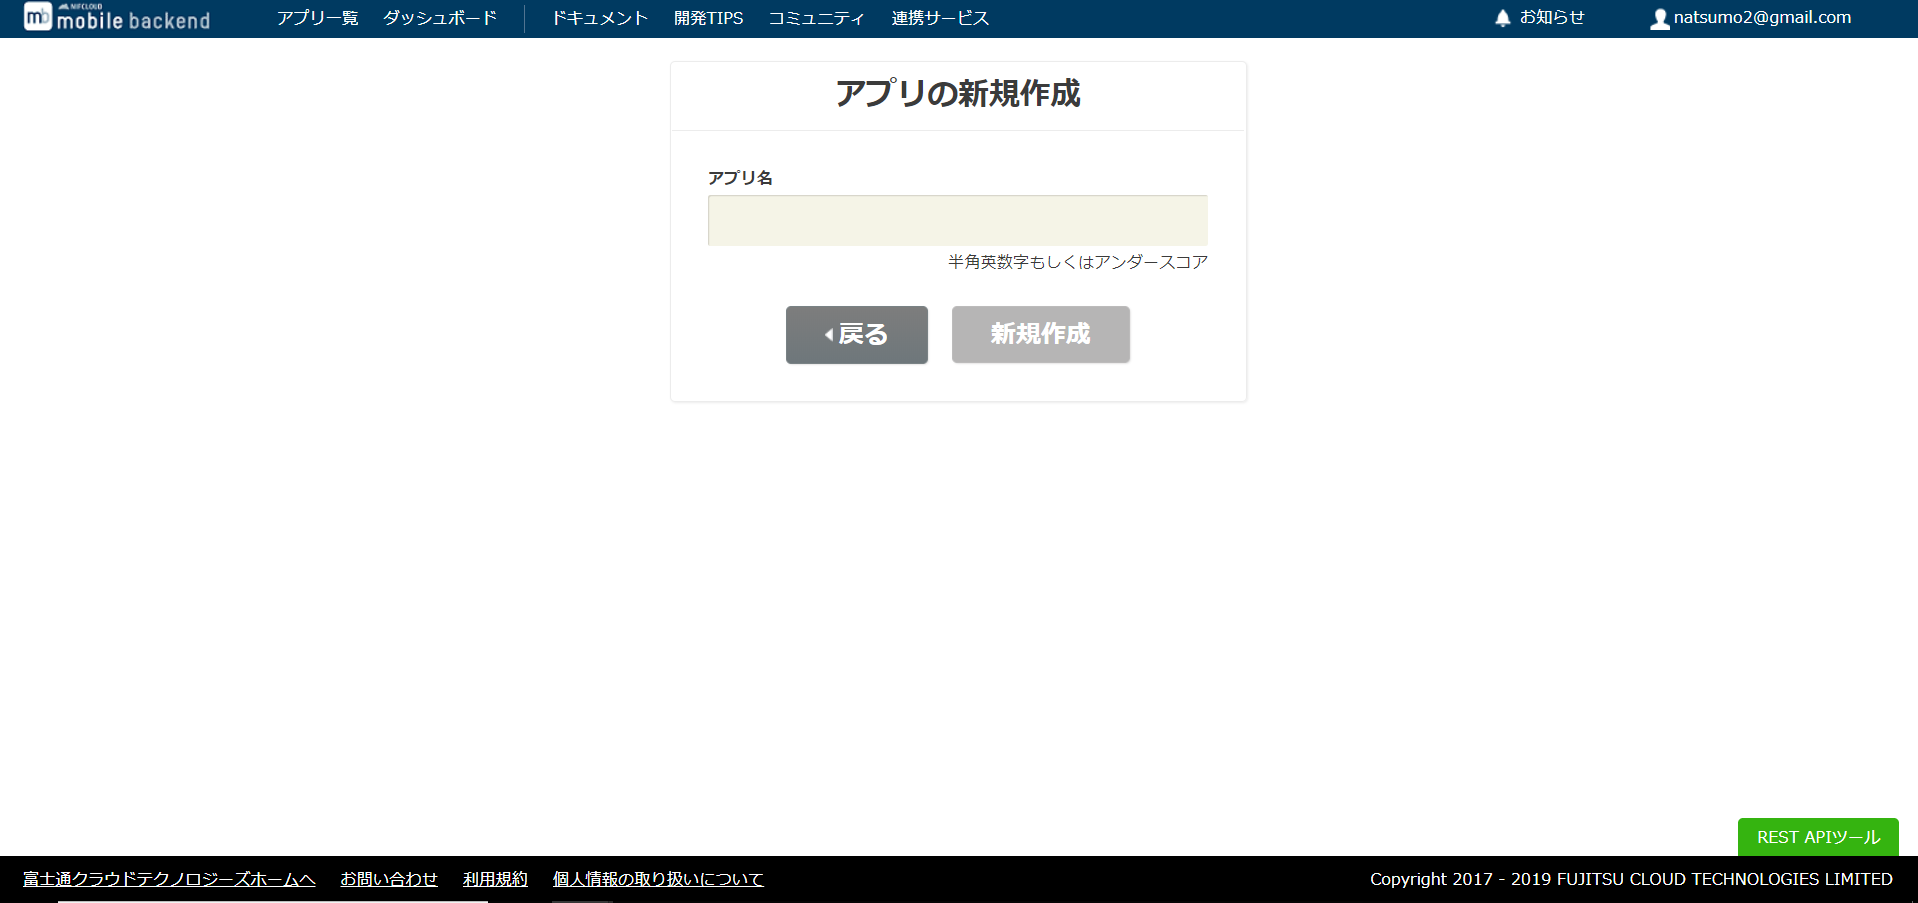 NIFCLOUD
mb mobile backend
アプリ一覧 ダッシュボード ドキュメント 開発TIPS コミュニティ 連携サービス お知らせ natsumo2@gmail.com
アプリの新規作成
アプリ名
半角英数字もしくはアンダースコア
戻る 新規作成
REST APIツール
富士通クラウドテクノロジーズホームへ お問い合わせ 利用規約 個人情報の取り扱いについて Copyright 2017 - 2019 FUJITSU CLOUD TECHNOLOGIES LIMITED